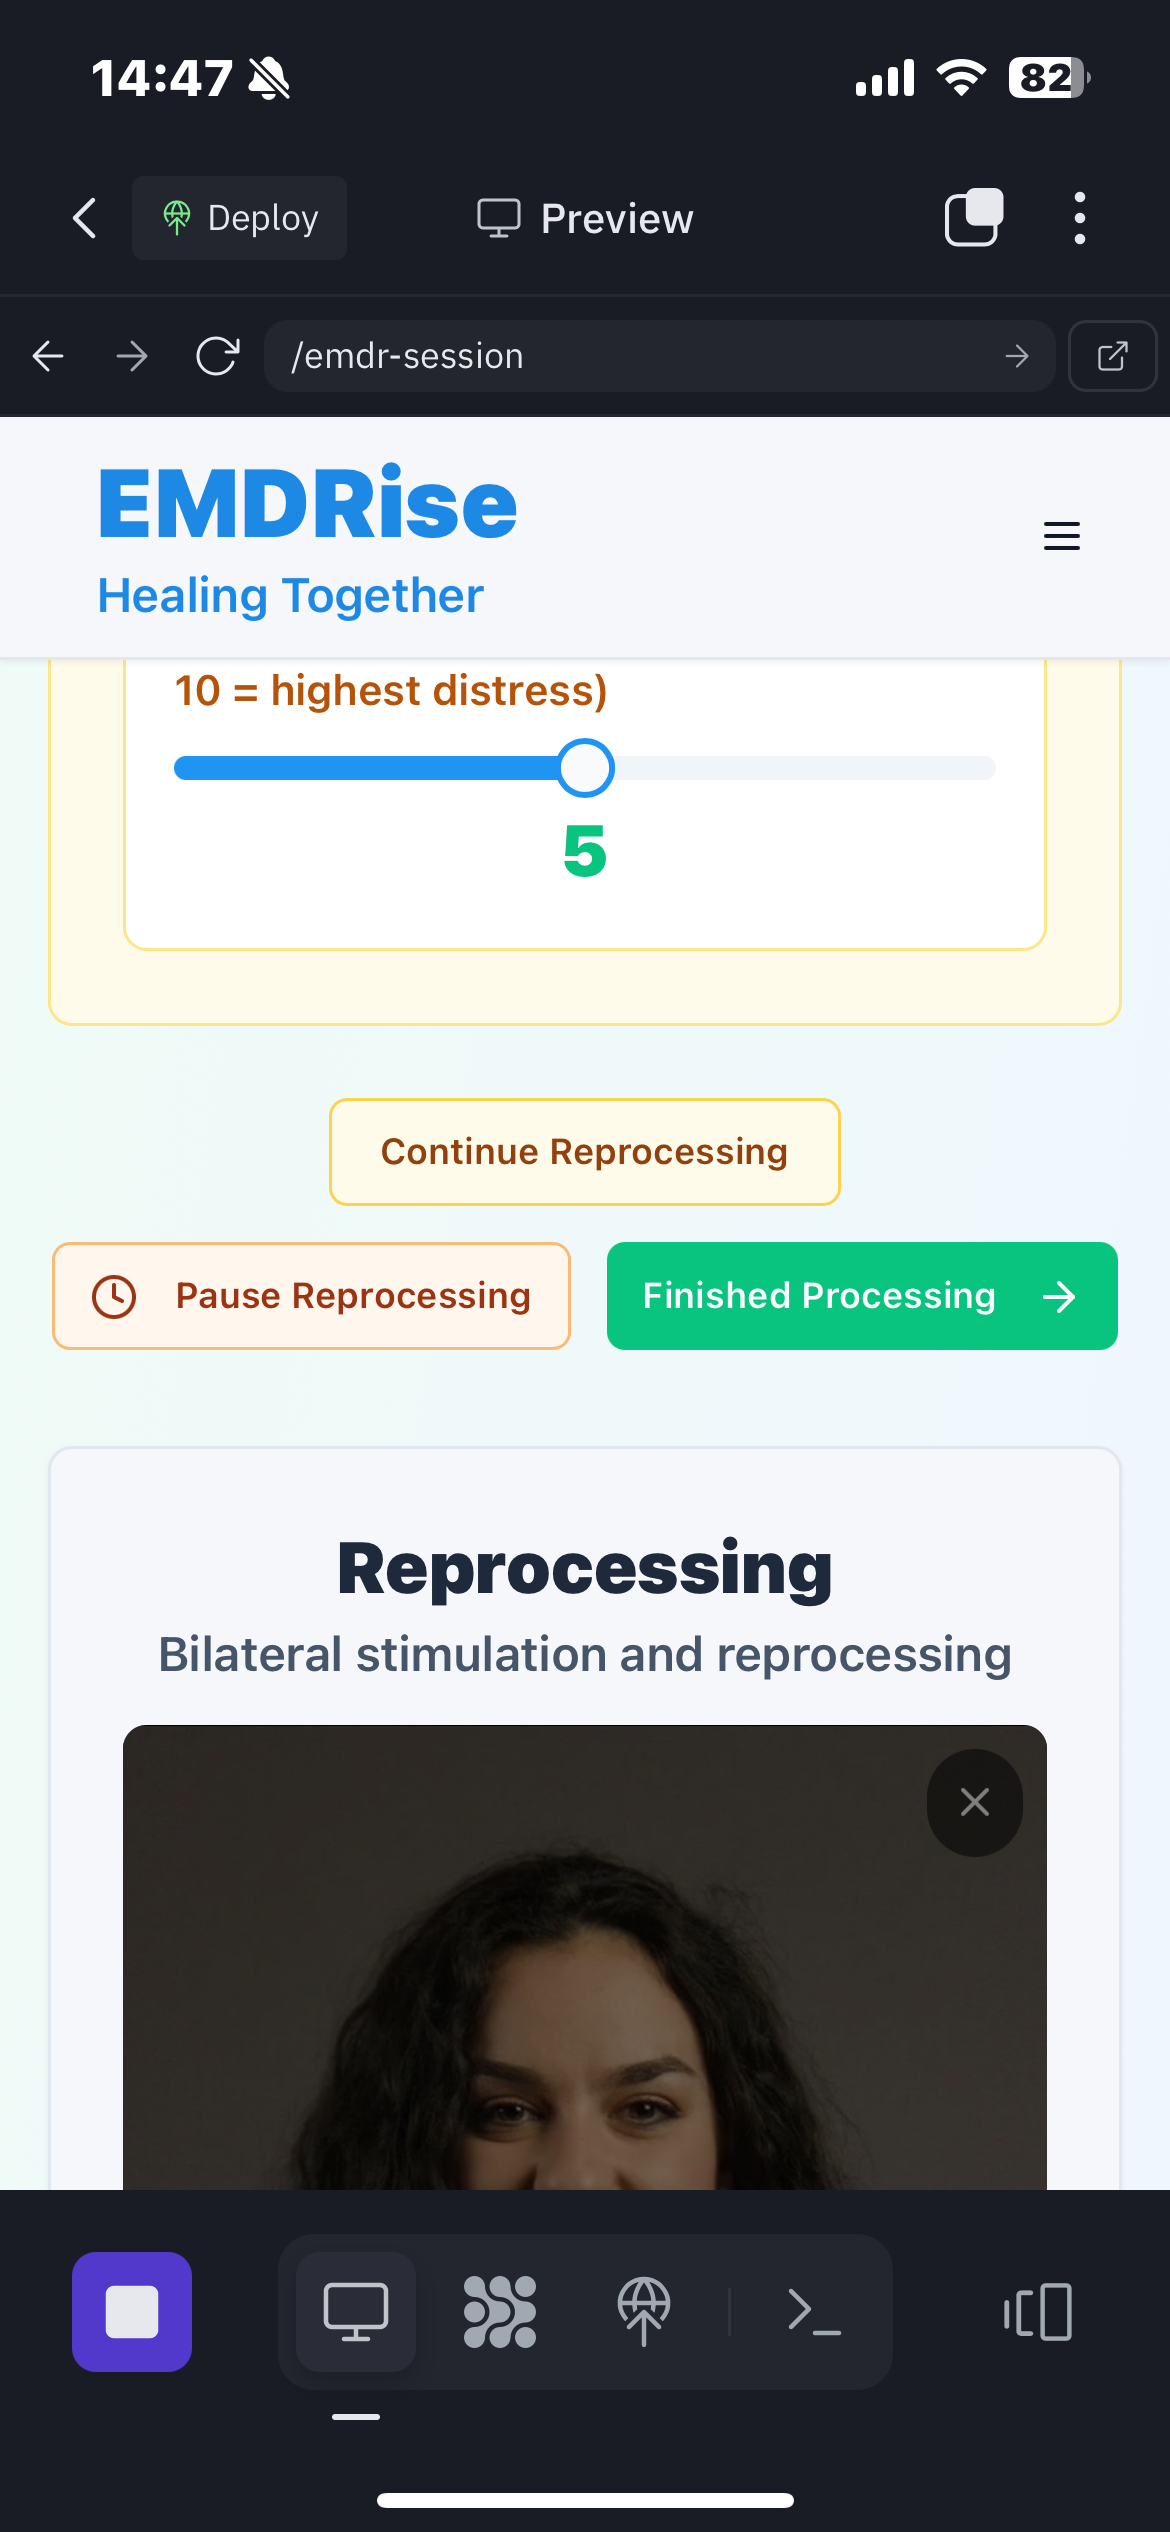 14:47
82
Deploy
Preview
/emdr-session
EMDRise
Healing Together
10 = highest distress)
5
Continue Reprocessing
Pause Reprocessing
Finished Processing
Reprocessing
Bilateral stimulation and reprocessing